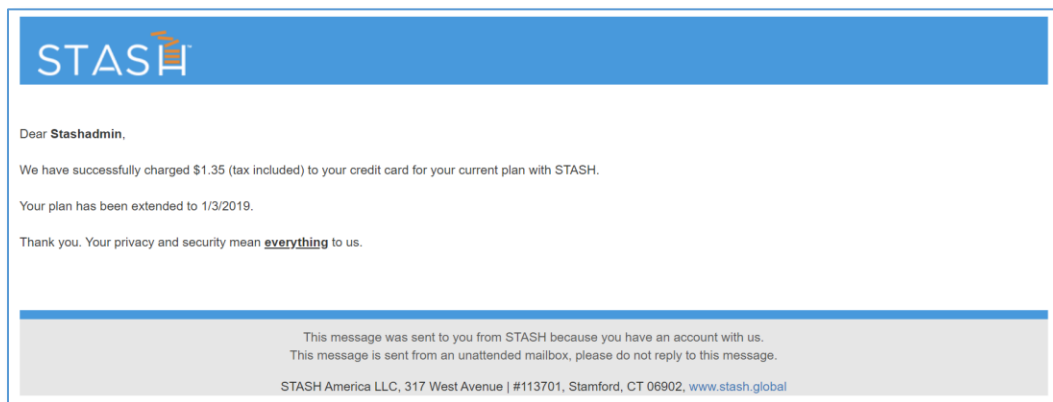 STASH™
Dear Stashadmin,
We have successfully charged $1.35 (tax included) to your credit card for your current plan with STASH.
Your plan has been extended to 1/3/2019.
Thank you. Your privacy and security mean everything to us.
This message was sent to you from STASH because you have an account with us.
This message is sent from an unattended mailbox, please do not reply to this message.
STASH America LLC, 317 West Avenue | #113701, Stamford, CT 06902, www.stash.global